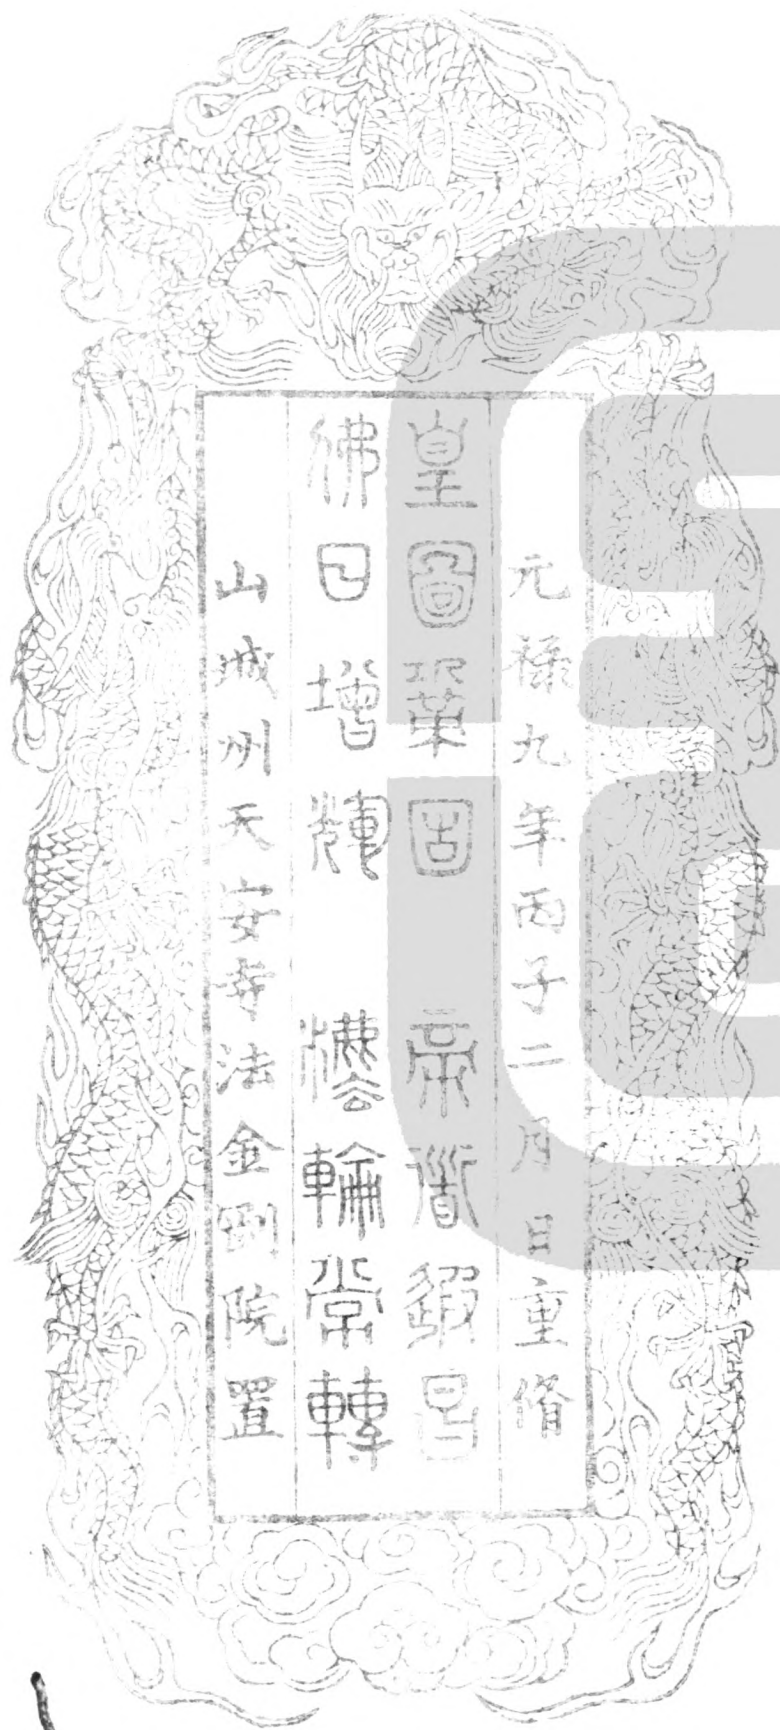 元禄九年丙子二月日重脩
皇圖鞏固 帝道遐昌
佛日增輝 法輪常轉
山城州天安寺法金剛院置